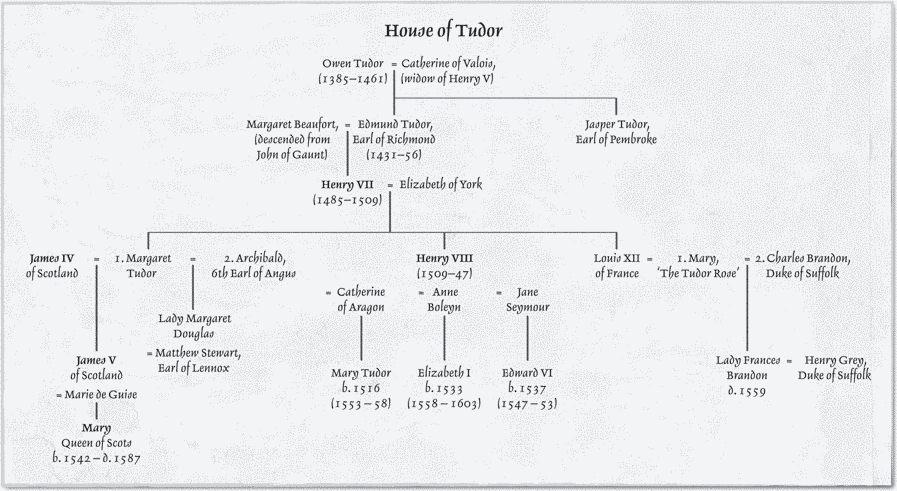 House of Tudor
Owen Tudor = Catherine of Valois,
(1385–1461) (widow of Henry V)
Margaret Beaufort, = Edmund Tudor,
(descended from Earl of Richmond
John of Gaunt) (1431–56)
Jasper Tudor,
Earl of Pembroke
Henry VII = Elizabeth of York
(1485–1509)
James IV = 1. Margaret = 2. Archibald,
of Scotland Tudor 6th Earl of Angus
Henry VIII
(1509–47)
Louis XII = 1. Mary, = 2. Charles Brandon,
of France 'The Tudor Rose' Duke of Suffolk
= Catherine = Anne = Jane
of Aragon Boleyn Seymour
Lady Margaret
Douglas
= Matthew Stewart,
Earl of Lennox
James V
of Scotland
= Marie de Guise
Mary
Queen of Scots
b. 1542 – d. 1587
Mary Tudor Elizabeth I Edward VI
b. 1516 b. 1533 b. 1537
(1553 – 58) (1558 – 1603) (1547 – 53)
Lady Frances = Henry Grey,
Brandon Duke of Suffolk
d. 1559